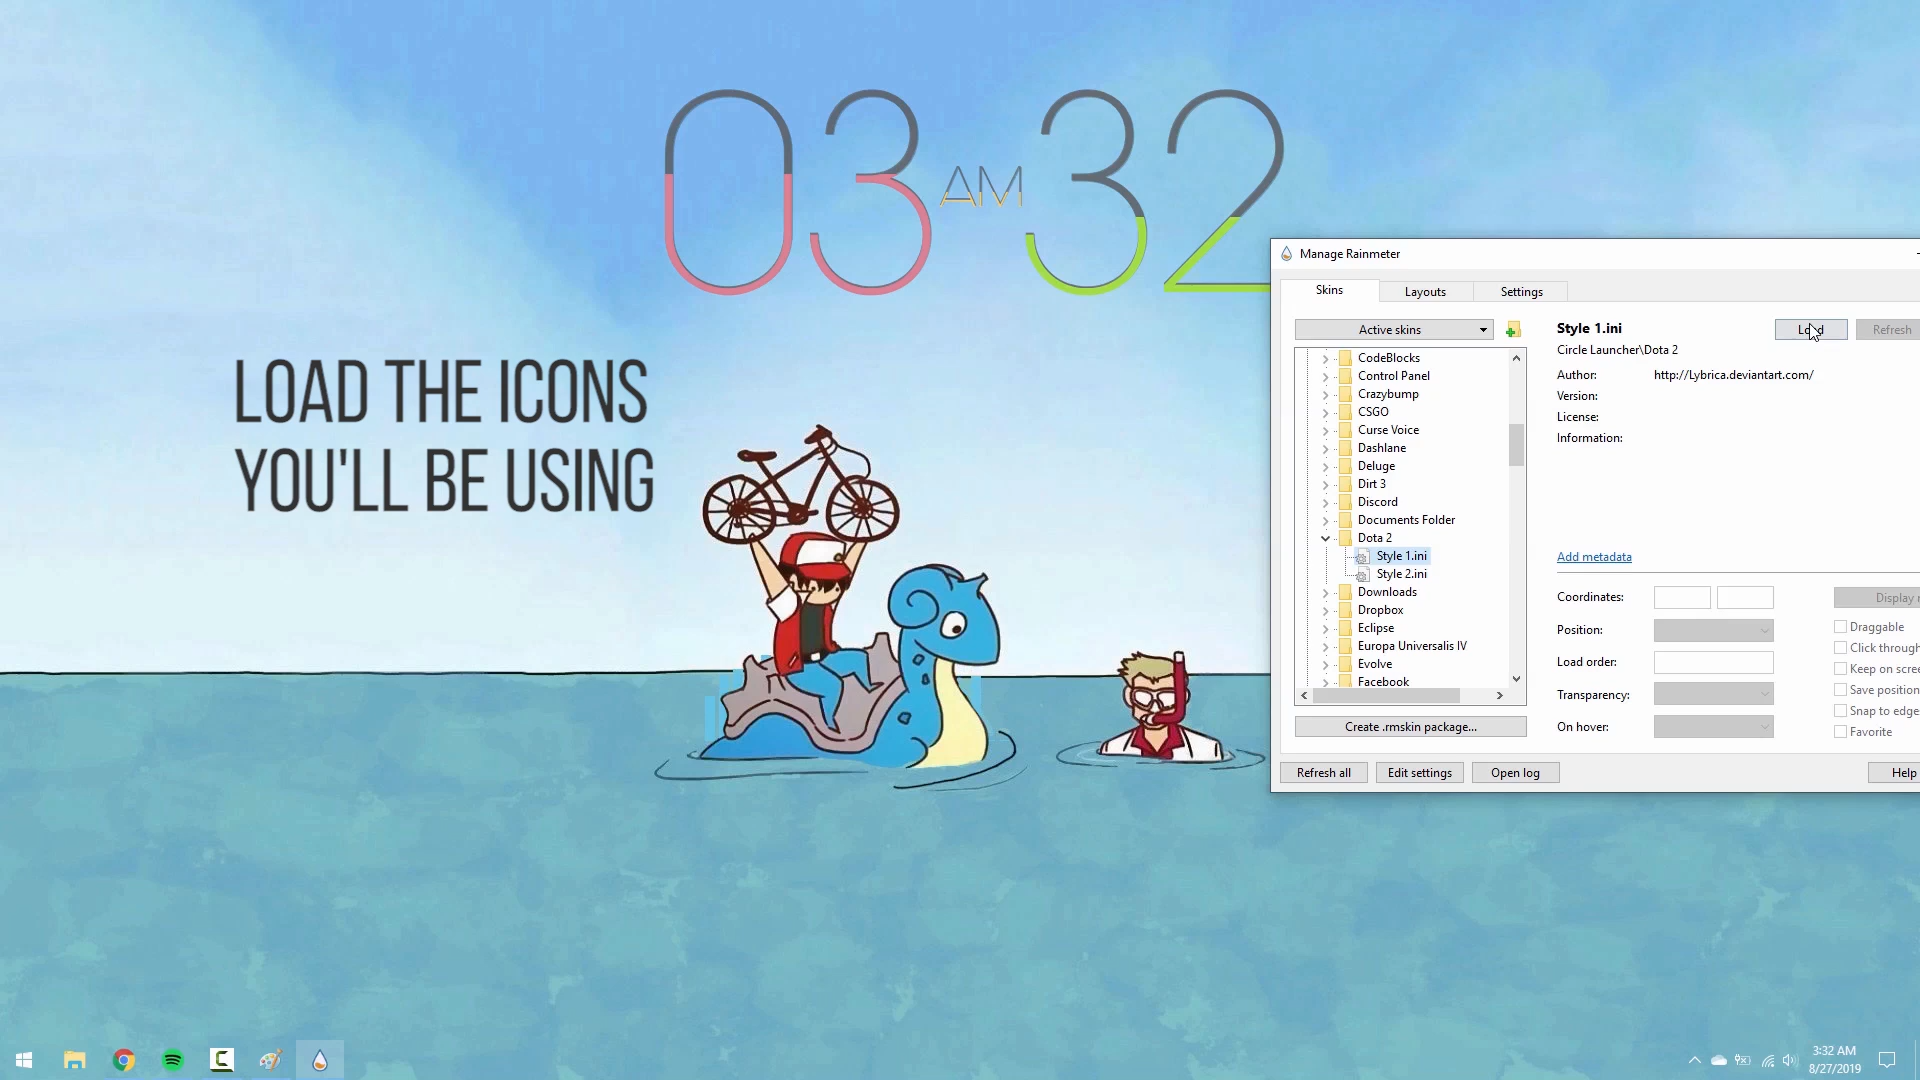 03 AM 32
LOAD THE ICONS
YOU'LL BE USING
Manage Rainmeter
Skins
Layouts
Settings
Active skins
CodeBlocks
Control Panel
Crazybump
CSGO
Curse Voice
Dashlane
Deluge
Dirt 3
Discord
Documents Folder
Dota 2
Style 1.ini
Style 2.ini
Downloads
Dropbox
Eclipse
Europa Universalis IV
Evolve
Facebook
Create .rmskin package...
Style 1.ini
Load
Refresh
Circle Launcher\Dota 2
Author: http://Lybrica.deviantart.com/
Version:
License:
Information:
Add metadata
Coordinates:
Display
Position:
Draggable
Load order:
Click through
Transparency:
Keep on scree
Save position
On hover:
Snap to edge
Favorite
Refresh all
Edit settings
Open log
Help
3:32 AM
8/27/2019